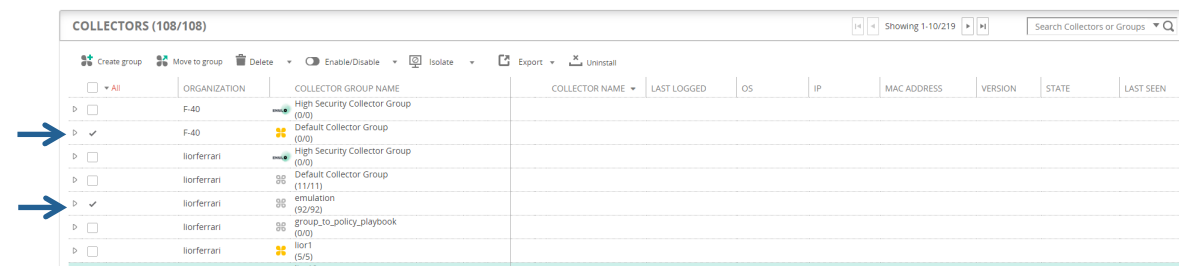 COLLECTORS (108/108)
Showing 1-10/219
Search Collectors or Groups
Create group Move to group Delete Enable/Disable Isolate Export Uninstall
All ORGANIZATION COLLECTOR GROUP NAME COLLECTOR NAME LAST LOGGED OS IP MAC ADDRESS VERSION STATE LAST SEEN
F-40 High Security Collector Group
(0/0)
F-40 Default Collector Group
(0/0)
liorferrari High Security Collector Group
(0/0)
liorferrari Default Collector Group
(11/11)
liorferrari emulation
(92/92)
liorferrari group_to_policy_playbook
(0/0)
liorferrari lior1
(5/5)